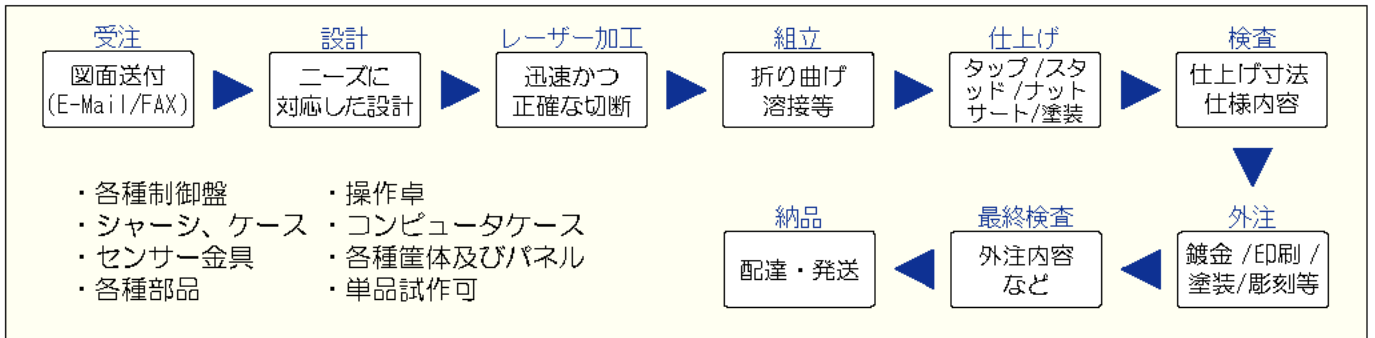 受注
図面送付
(E-Mail/FAX)
設計
ニーズに
対応した設計
レーザー加工
迅速かつ
正確な切断
組立
折り曲げ
溶接等
仕上げ
タップ/スタ
ッド/ナット
サート/塗装
検査
仕上げ寸法
仕様内容
外注
鍍金/印刷/
塗装/彫刻等
最終検査
外注内容
など
納品
配達・発送
・各種制御盤
・シャーシ、ケース
・センサー金具
・各種部品
・操作卓
・コンピュータケース
・各種筐体及びパネル
・単品試作可